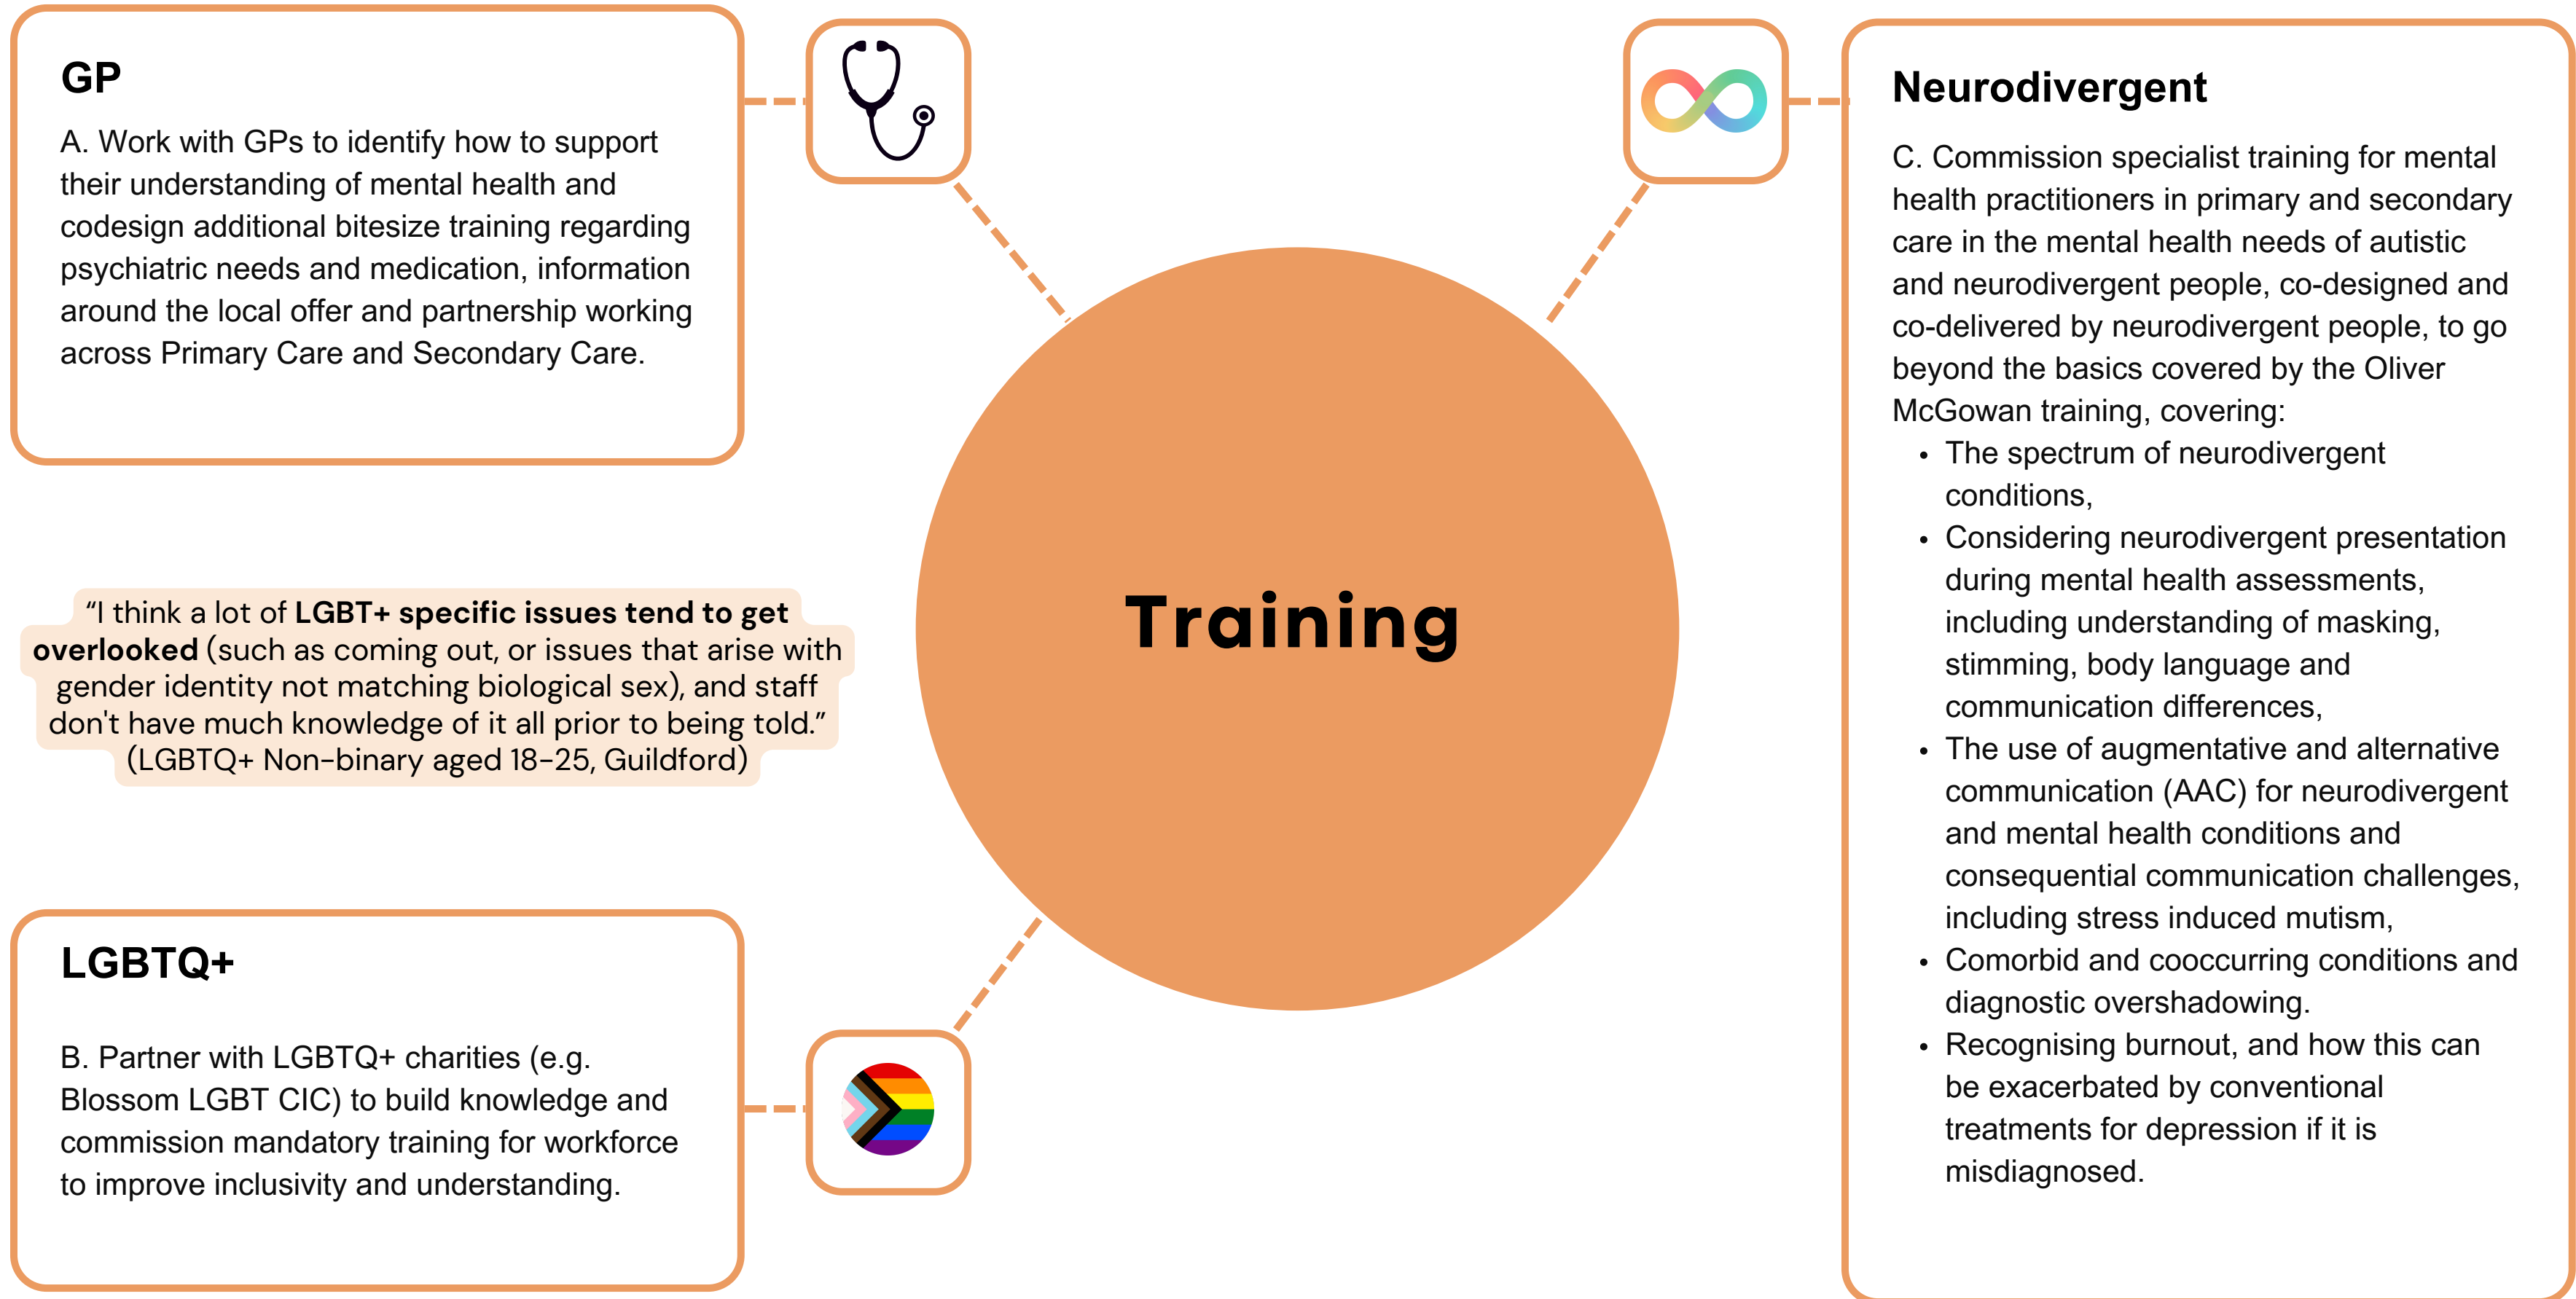 GP
A. Work with GPs to identify how to support
their understanding of mental health and
codesign additional bitesize training regarding
psychiatric needs and medication, information
around the local offer and partnership working
across Primary Care and Secondary Care.
“I think a lot of LGBT+ specific issues tend to get
overlooked (such as coming out, or issues that arise with
gender identity not matching biological sex), and staff
don't have much knowledge of it all prior to being told.”
(LGBTQ+ Non-binary aged 18-25, Guildford)
LGBTQ+
B. Partner with LGBTQ+ charities (e.g.
Blossom LGBT CIC) to build knowledge and
commission mandatory training for workforce
to improve inclusivity and understanding.
Training
Neurodivergent
C. Commission specialist training for mental
health practitioners in primary and secondary
care in the mental health needs of autistic
and neurodivergent people, co-designed and
co-delivered by neurodivergent people, to go
beyond the basics covered by the Oliver
McGowan training, covering:
• The spectrum of neurodivergent
conditions,
• Considering neurodivergent presentation
during mental health assessments,
including understanding of masking,
stimming, body language and
communication differences,
• The use of augmentative and alternative
communication (AAC) for neurodivergent
and mental health conditions and
consequential communication challenges,
including stress induced mutism,
• Comorbid and cooccurring conditions and
diagnostic overshadowing.
• Recognising burnout, and how this can
be exacerbated by conventional
treatments for depression if it is
misdiagnosed.